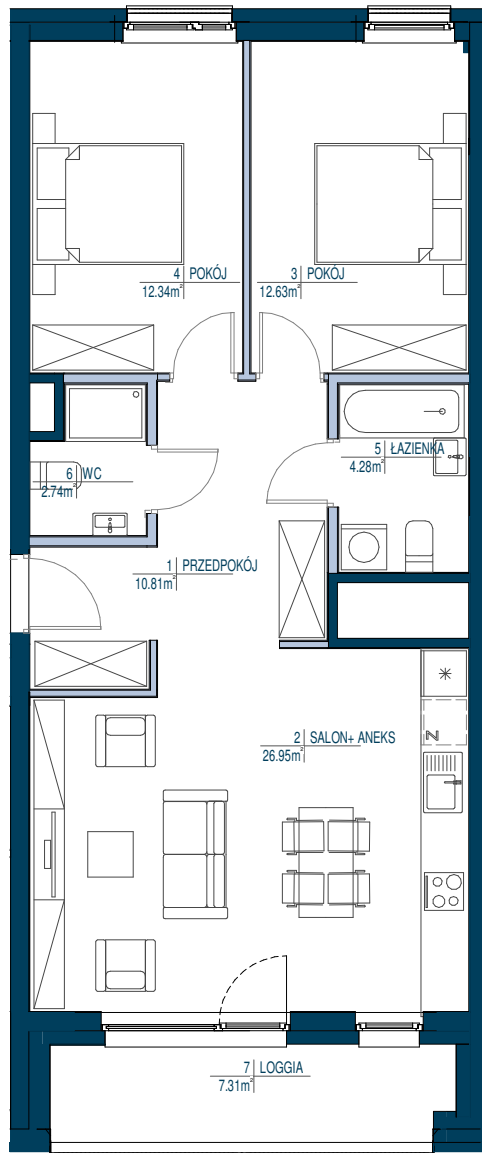 4 POKÓJ
12.34m²
3 POKÓJ
12.63m²
5 ŁAZIENKA
4.28m²
6 WC
2.74m²
1 PRZEDPOKÓJ
10.81m²
2 SALON+ ANEKS
26.95m²
Z
7 LOGGIA
7.31m²